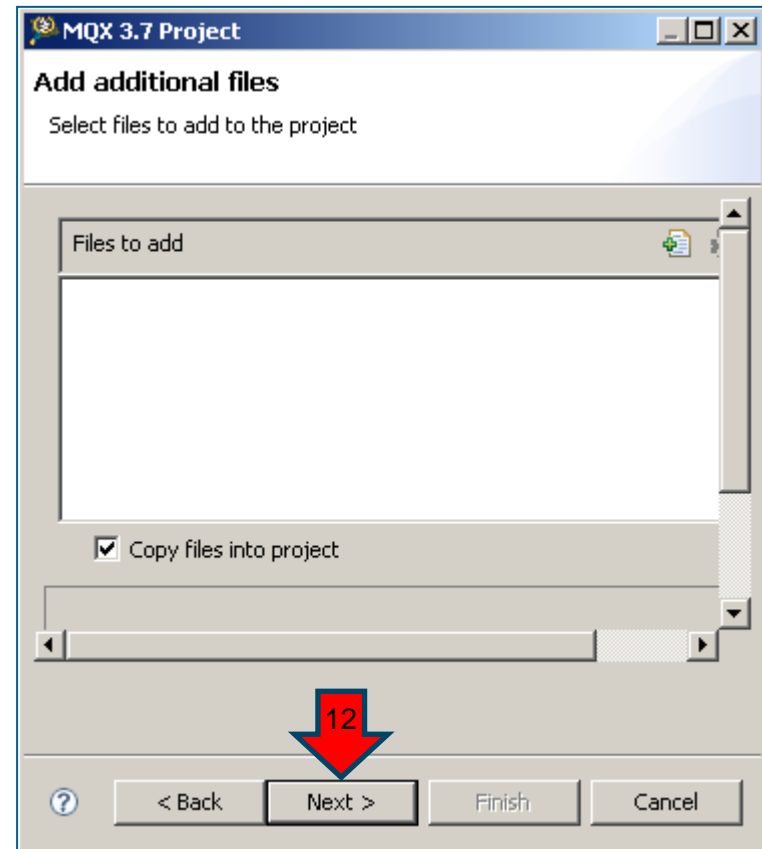 MQX 3.7 Project
Add additional files
Select files to add to the project
Files to add
Copy files into project
12
< Back Next > Finish Cancel